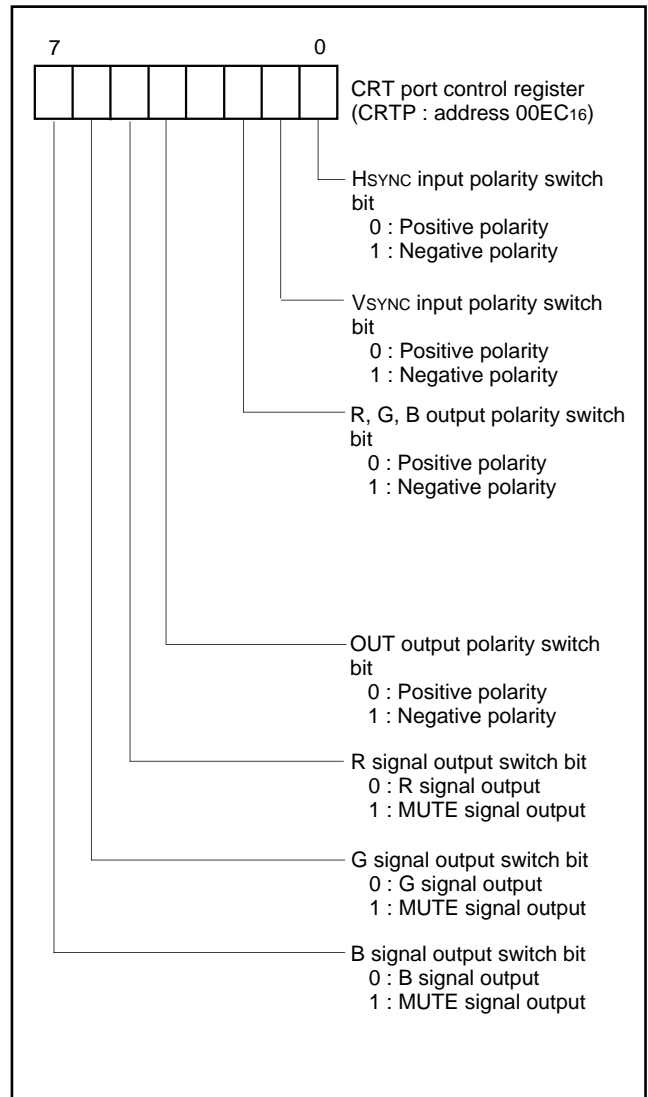 7 0
CRT port control register
(CRTP : address 00EC16)
HSYNC input polarity switch
bit
0 : Positive polarity
1 : Negative polarity
VSYNC input polarity switch
bit
0 : Positive polarity
1 : Negative polarity
R, G, B output polarity switch
bit
0 : Positive polarity
1 : Negative polarity
OUT output polarity switch
bit
0 : Positive polarity
1 : Negative polarity
R signal output switch bit
0 : R signal output
1 : MUTE signal output
G signal output switch bit
0 : G signal output
1 : MUTE signal output
B signal output switch bit
0 : B signal output
1 : MUTE signal output